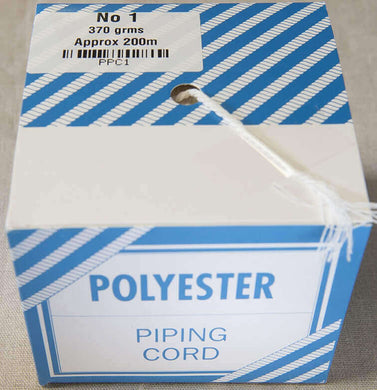 No 1
370 grms
Approx 200m
PPC1
POLYESTER
PIPING
CORD